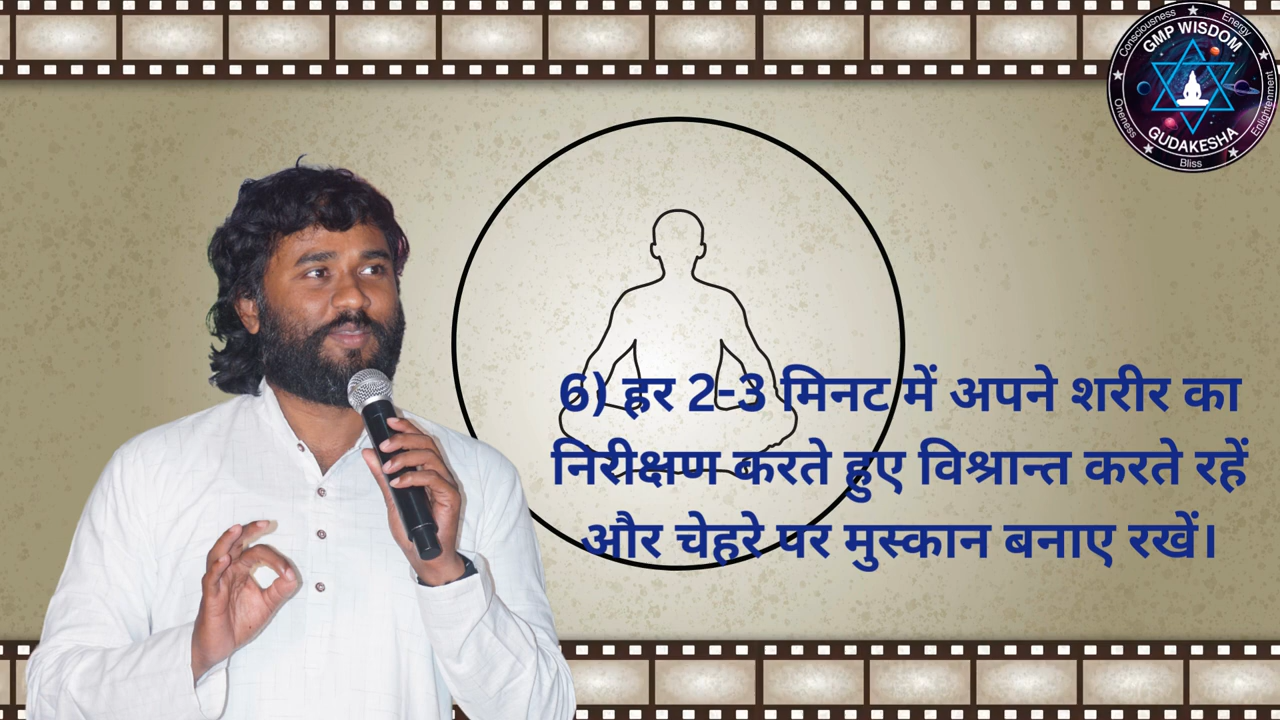 Consciousness
Energy
GMP WISDOM
Oneness
Enlightenment
GUDAKESHA
Bliss
6) हर 2-3 मिनट में अपने शरीर का
निरीक्षण करते हुए विश्रान्त करते रहें
और चेहरे पर मुस्कान बनाए रखें।